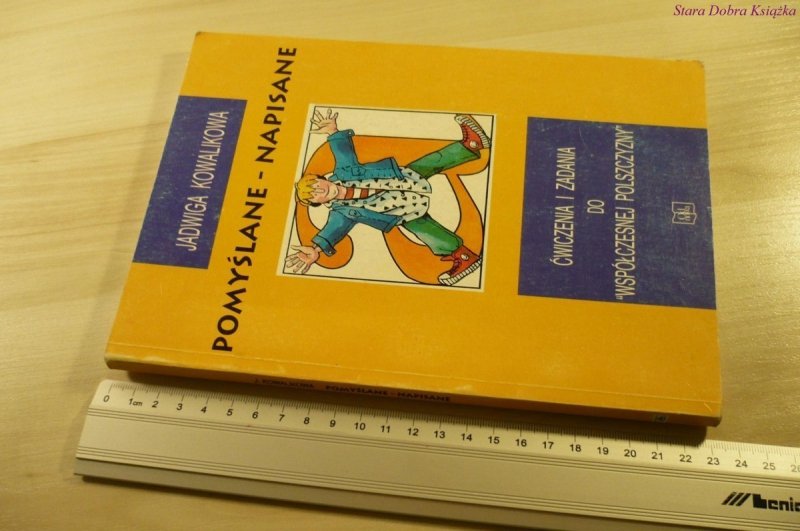 Stara Dobra Książka
JADWIGA KOWALIKOWA
POMYŚLANE - NAPISANE
ĆWICZENIA I ZADANIA
DO
"WSPÓŁCZESNEJ POLSZCZYZNY"
J. KOWALIKOWA POMYŚLANE - NAPISANE
0 1cm 2 3 4 5 6 7 8 9 10 11 12 13 14 15 16 17 18 19 20 21 22 23 24 25 26